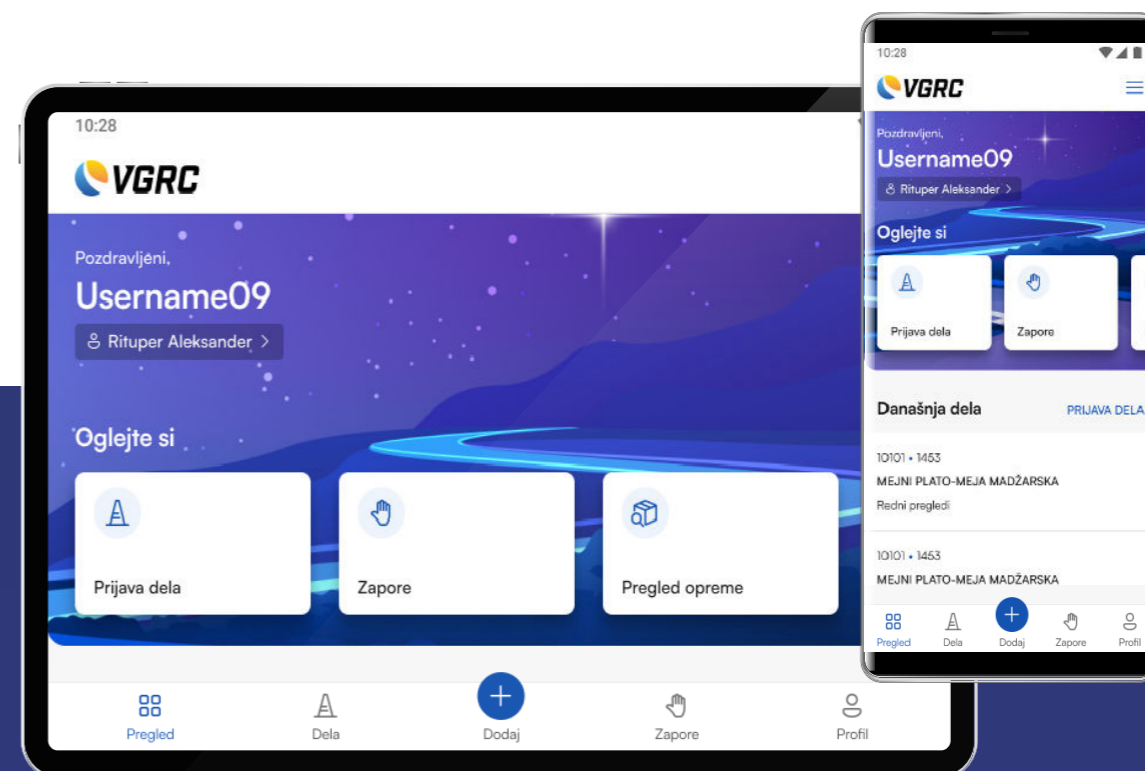 10:28
VGRC
Pozdravljeni,
Username09
Rituper Aleksander >
Oglejte si
Prijava dela
Zapore
Pregled opreme
Pregled
Dela
Dodaj
Zapore
Profil
10:28
VGRC
Pozdravljeni,
Username09
Rituper Aleksander >
Oglejte si
Prijava dela
Zapore
Današnja dela
PRIJAVA DELA
10101 • 1453
MEJNI PLATO-MEJA MADŽARSKA
Redni pregledi
10101 • 1453
MEJNI PLATO-MEJA MADŽARSKA
Pregled
Dela
Dodaj
Zapore
Profil